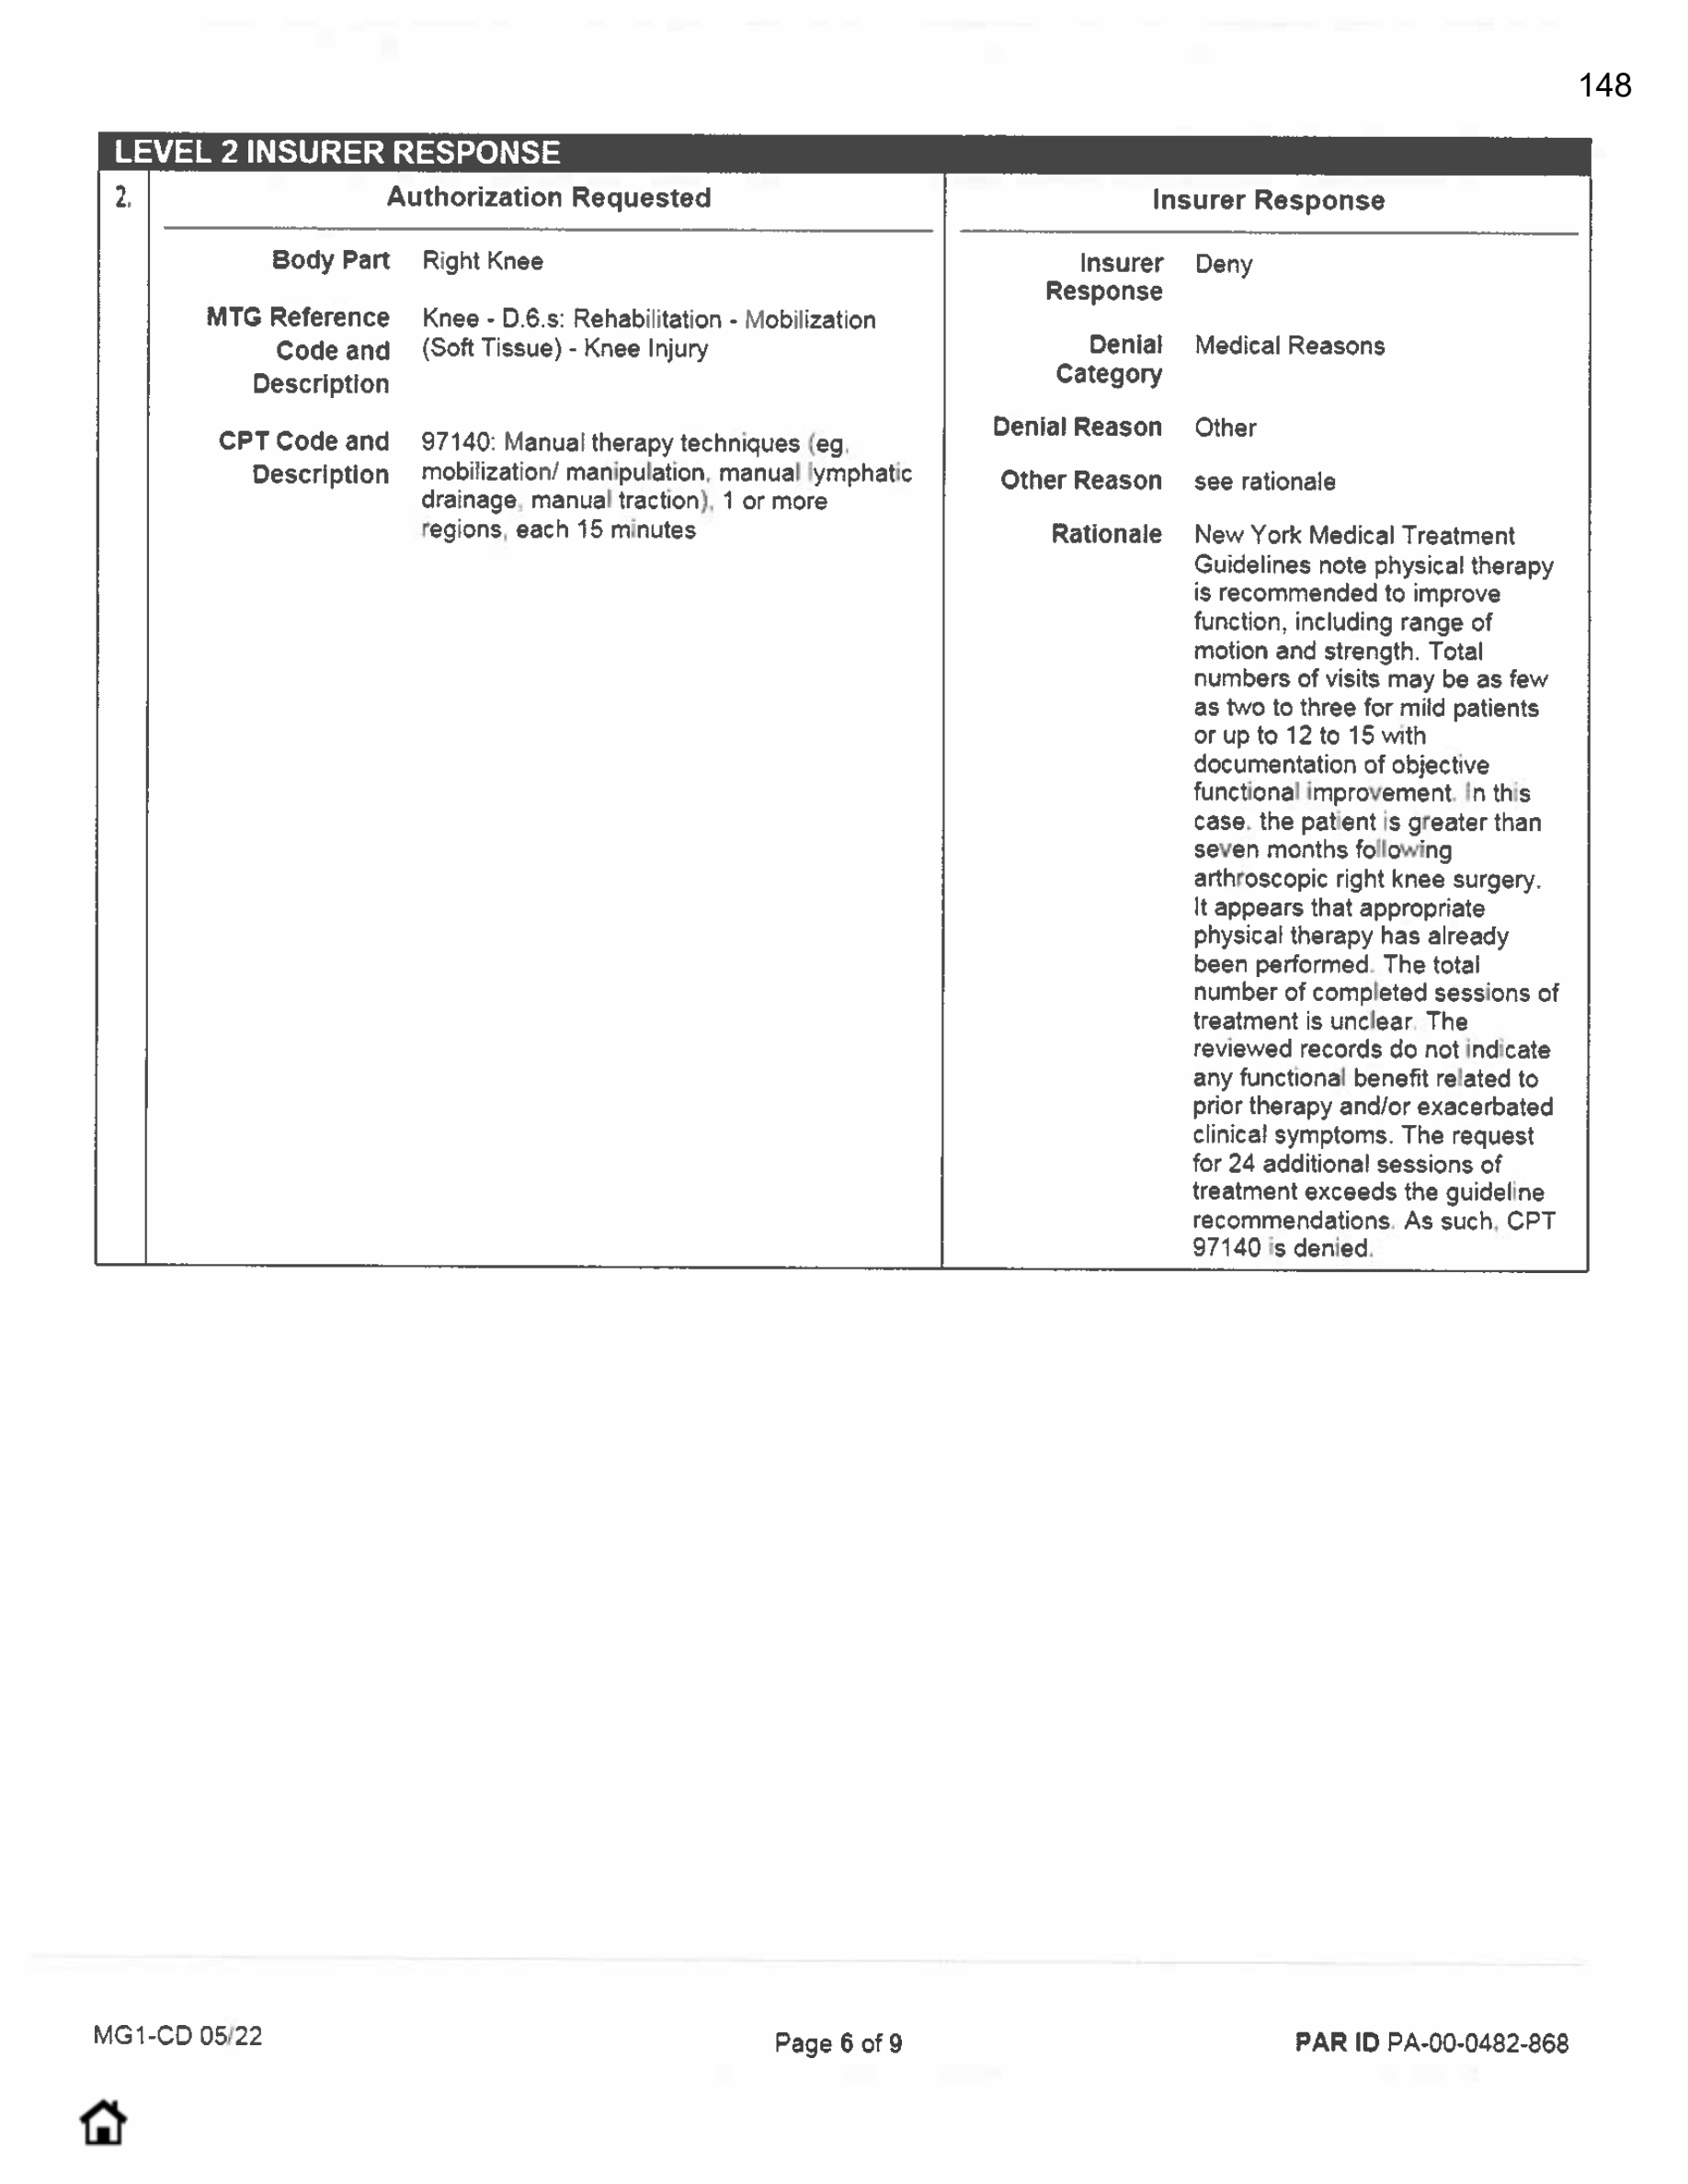 148
LEVEL 2 INSURER RESPONSE
2.
Authorization Requested
Body Part Right Knee
MTG Reference Knee - D.6.s: Rehabilitation - Mobilization
Code and (Soft Tissue) - Knee Injury
Description
CPT Code and 97140: Manual therapy techniques (eg,
Description mobilization/ manipulation, manual lymphatic
drainage, manual traction), 1 or more
regions, each 15 minutes
Insurer Response
Insurer Deny
Response
Denial Medical Reasons
Category
Denial Reason Other
Other Reason see rationale
Rationale New York Medical Treatment
Guidelines note physical therapy
is recommended to improve
function, including range of
motion and strength. Total
numbers of visits may be as few
as two to three for mild patients
or up to 12 to 15 with
documentation of objective
functional improvement. In this
case, the patient is greater than
seven months following
arthroscopic right knee surgery.
It appears that appropriate
physical therapy has already
been performed. The total
number of completed sessions of
treatment is unclear. The
reviewed records do not indicate
any functional benefit related to
prior therapy and/or exacerbated
clinical symptoms. The request
for 24 additional sessions of
treatment exceeds the guideline
recommendations. As such, CPT
97140 is denied.
MG1-CD 05/22
Page 6 of 9
PAR ID PA-00-0482-868